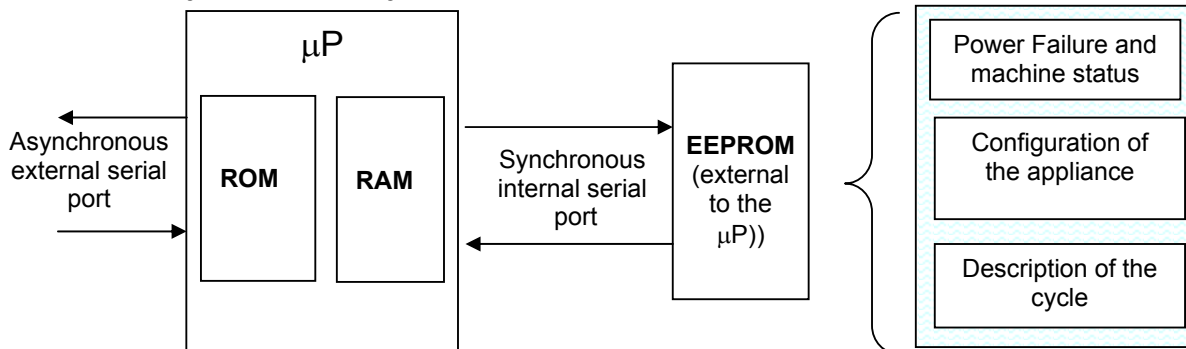 μP
Asynchronous
external serial
port
ROM
RAM
Synchronous
internal serial
port
EEPROM
(external
to the
μP))
Power Failure and
machine status
Configuration of
the appliance
Description of the
cycle